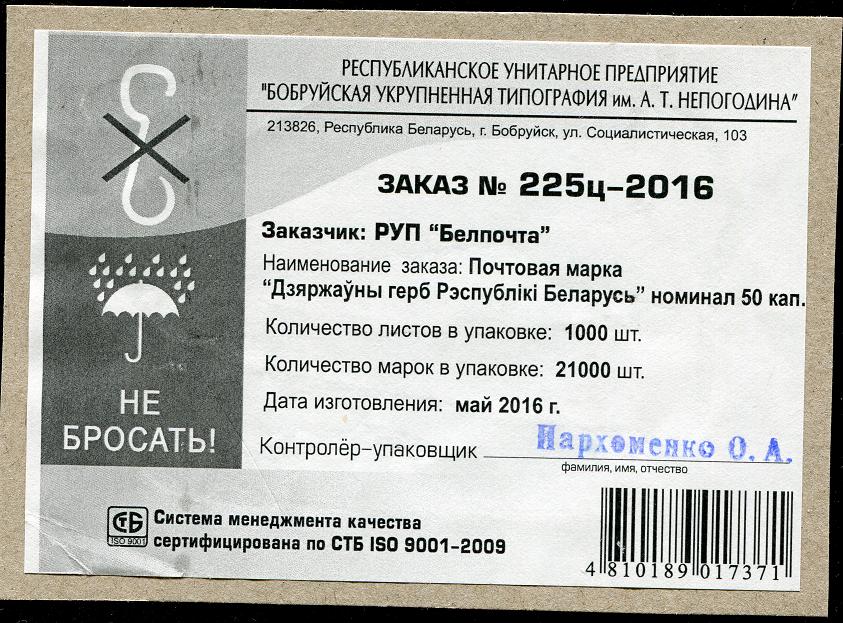 РЕСПУБЛИКАНСКОЕ УНИТАРНОЕ ПРЕДПРИЯТИЕ
"БОБРУЙСКАЯ УКРУПНЕННАЯ ТИПОГРАФИЯ им. А. Т. НЕПОГОДИНА"
213826, Республика Беларусь, г. Бобруйск, ул. Социалистическая, 103
ЗАКАЗ № 225ц-2016
Заказчик: РУП "Белпочта"
Наименование заказа: Почтовая марка
"Дзяржаўны герб Рэспублікі Беларусь" номинал 50 кап.
Количество листов в упаковке: 1000 шт.
Количество марок в упаковке: 21000 шт.
Дата изготовления: май 2016 г.
Контролёр-упаковщик Пархоменко О. А.
фамилия, имя, отчество
НЕ
БРОСАТЬ!
СТБ
ISO 9001
Система менеджмента качества
сертифицирована по СТБ ISO 9001-2009
4 810189 017371